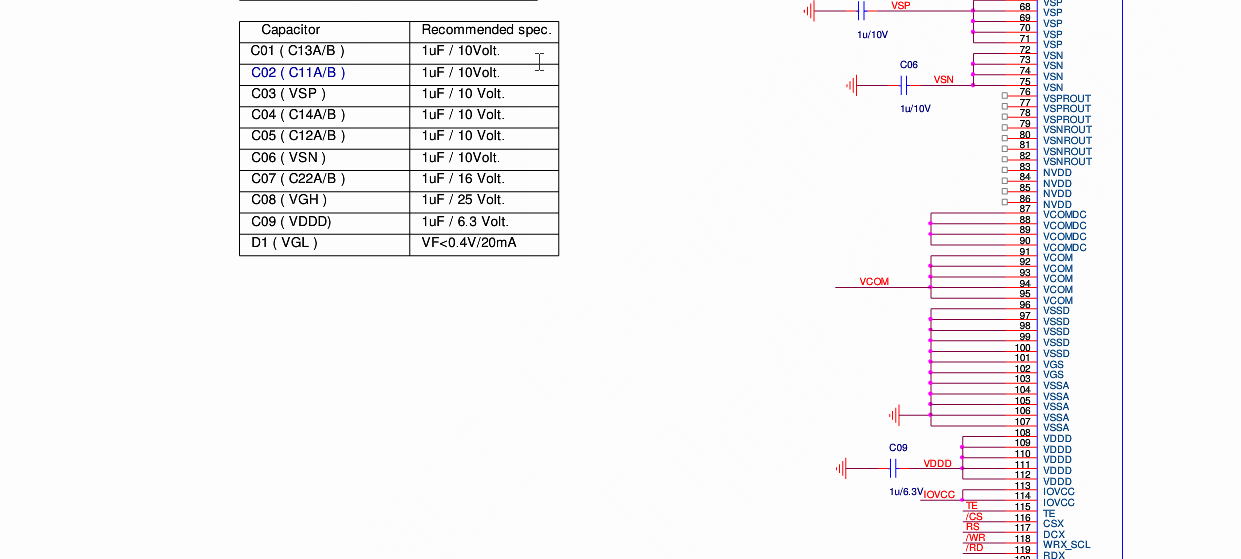 Capacitor Recommended spec.
C01 ( C13A/B ) 1uF / 10Volt.
C02 ( C11A/B ) 1uF / 10Volt.
C03 ( VSP ) 1uF / 10 Volt.
C04 ( C14A/B ) 1uF / 10 Volt.
C05 ( C12A/B ) 1uF / 10 Volt.
C06 ( VSN ) 1uF / 10Volt.
C07 ( C22A/B ) 1uF / 16 Volt.
C08 ( VGH ) 1uF / 25 Volt.
C09 ( VDDD) 1uF / 6.3 Volt.
D1 ( VGL ) VF<0.4V/20mA
VSP
1u/10V
C06
VSN
1u/10V
VCOM
C09
VDDD
1u/6.3V
IOVCC
TE
/CS
RS
/WR
/RD
68 VSP
69 VSP
70 VSP
71 VSP
72 VSN
73 VSN
74 VSN
75 VSN
76 VSPROUT
77 VSPROUT
78 VSPROUT
79 VSNROUT
80 VSNROUT
81 VSNROUT
82 VSNROUT
83 NVDD
84 NVDD
85 NVDD
86 NVDD
87 VCOMDC
88 VCOMDC
89 VCOMDC
90 VCOMDC
91 VCOM
92 VCOM
93 VCOM
94 VCOM
95 VCOM
96 VSSD
97 VSSD
98 VSSD
99 VSSD
100 VSSD
101 VGS
102 VGS
103 VSSA
104 VSSA
105 VSSA
106 VSSA
107 VSSA
108 VDDD
109 VDDD
110 VDDD
111 VDDD
112 VDDD
113 IOVCC
114 IOVCC
115 TE
116 CSX
117 DCX
118 WRX_SCL
119 RDX